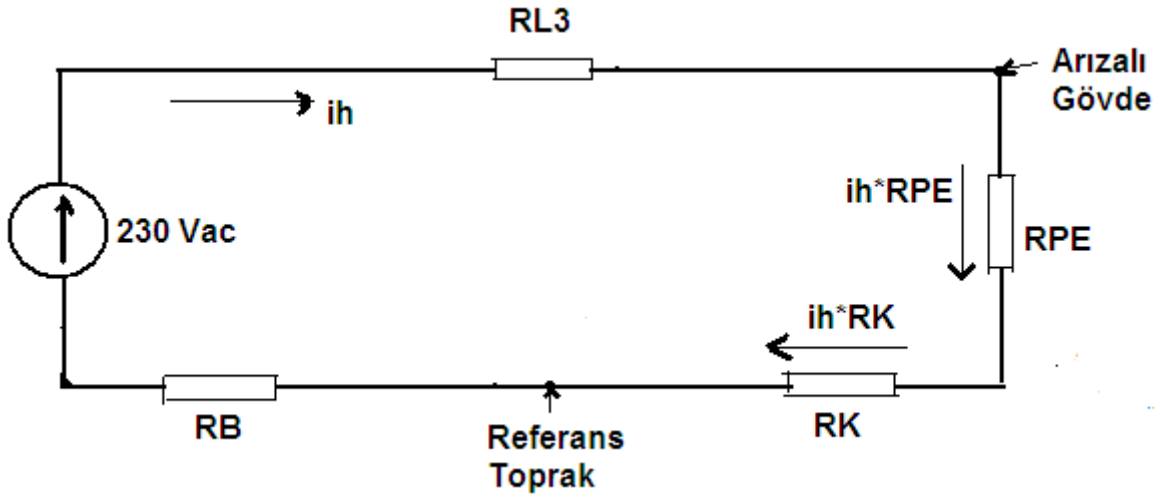 RL3
Arızalı
Gövde
ih
ih*RPE
230 Vac
RPE
ih*RK
RB
RK
Referans
Toprak